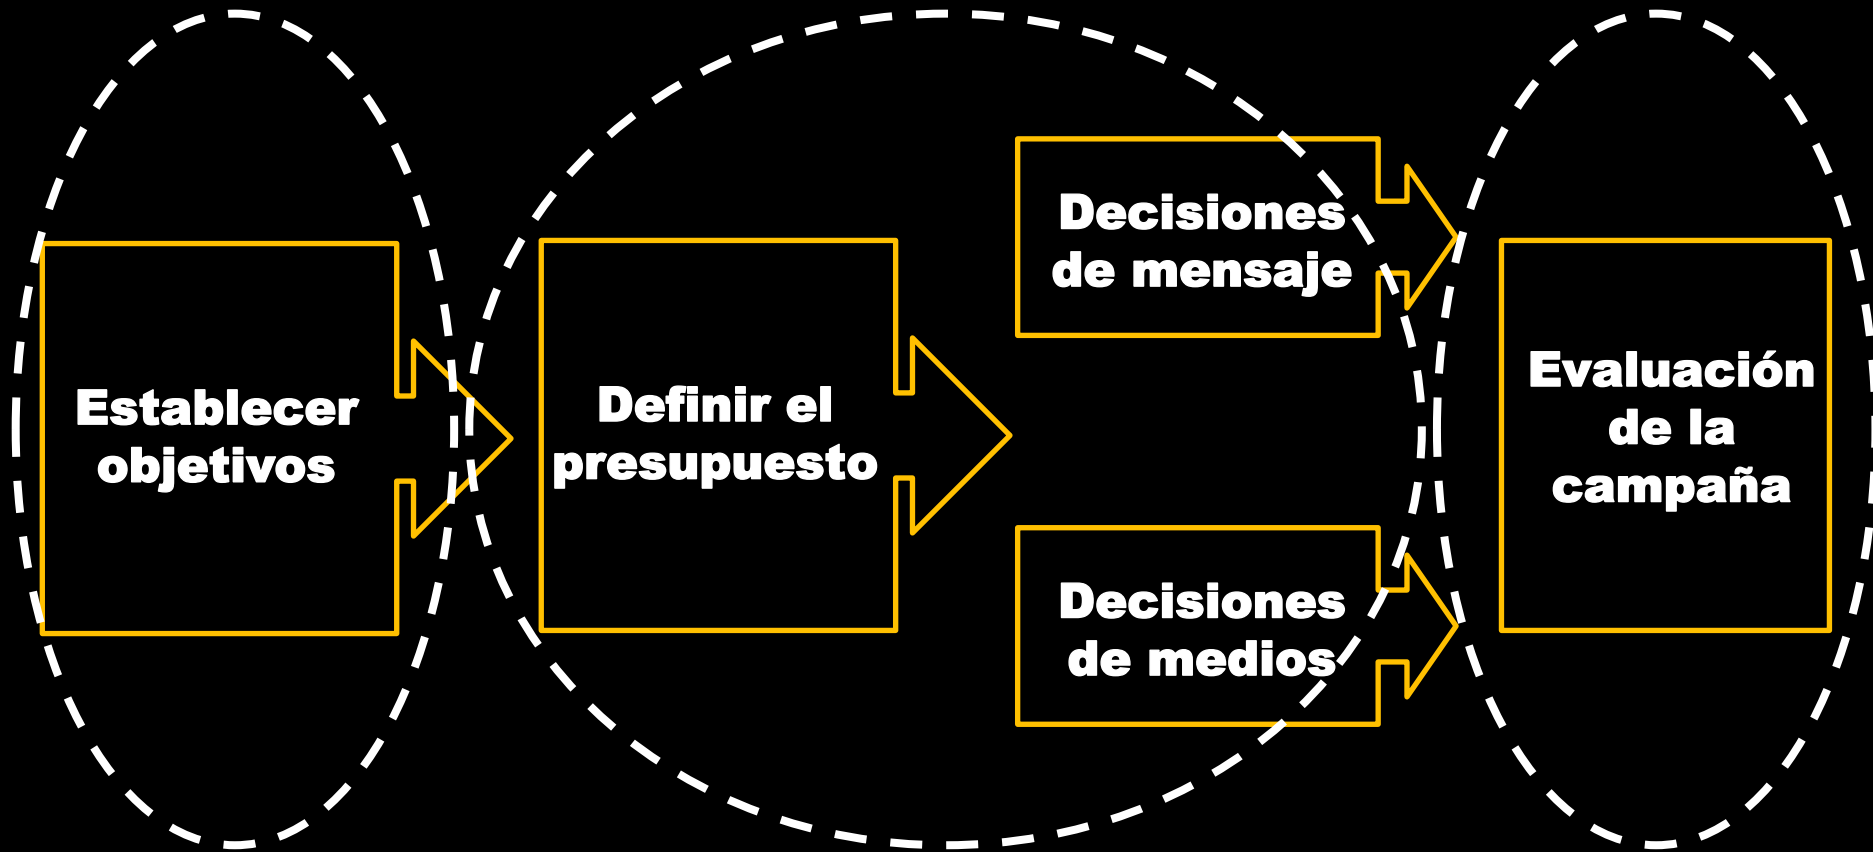 Establecer
objetivos
Definir el
presupuesto
Decisiones
de mensaje
Decisiones
de medios
Evaluación
de la
campaña